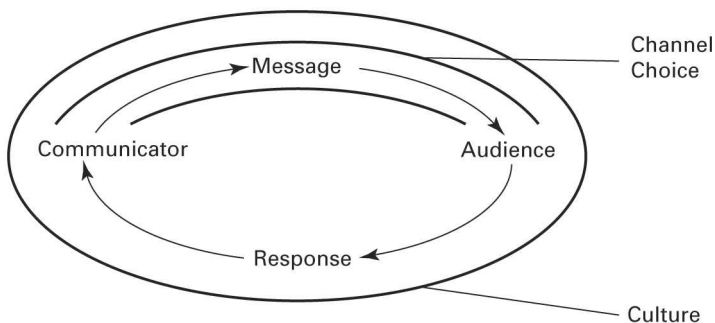 Channel
Choice
Message
Communicator
Audience
Response
Culture